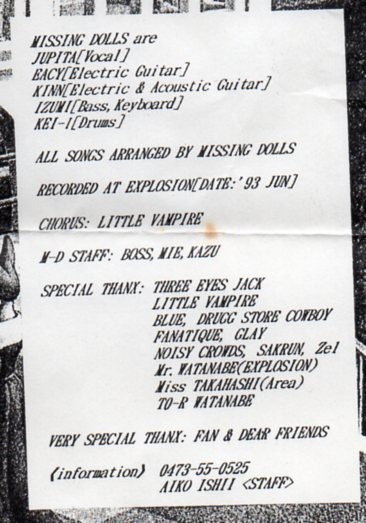 MISSING DOLLS are
JUPITA[Vocal]
EACY[Electric Guitar]
KINN[Electric & Acoustic Guitar]
IZUMI[Bass, Keyboard]
KEI-I[Drums]
ALL SONGS ARRANGED BY MISSING DOLLS
RECORDED AT EXPLOSION[DATE:'93 JUN]
CHORUS: LITTLE VAMPIRE
M-D STAFF: BOSS, MIE, KAZU
SPECIAL THANX: THREE EYES JACK
LITTLE VAMPIRE
BLUE, DRUGG STORE COWBOY
FANATIQUE, GLAY
NOISY CROWDS, SAKRUN, Zel
Mr. WATANABE(EXPLOSION)
Miss TAKAHASHI(Area)
TO-R WATANABE
VERY SPECIAL THANX: FAN & DEAR FRIENDS
《information》 0473-55-0525
AIKO ISHII <STAFF>